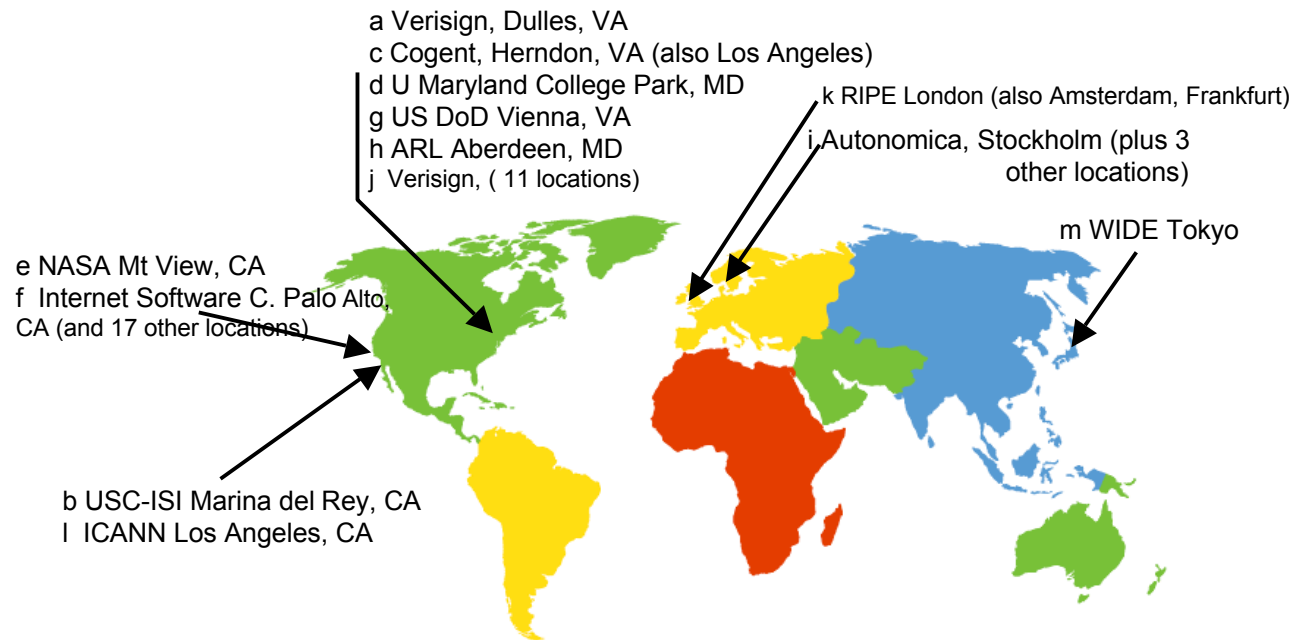 a Verisign, Dulles, VA
c Cogent, Herndon, VA (also Los Angeles)
d U Maryland College Park, MD
g US DoD Vienna, VA
h ARL Aberdeen, MD
j Verisign, ( 11 locations)
k RIPE London (also Amsterdam, Frankfurt)
i Autonomica, Stockholm (plus 3
other locations)
m WIDE Tokyo
e NASA Mt View, CA
f Internet Software C. Palo Alto,
CA (and 17 other locations)
b USC-ISI Marina del Rey, CA
l ICANN Los Angeles, CA